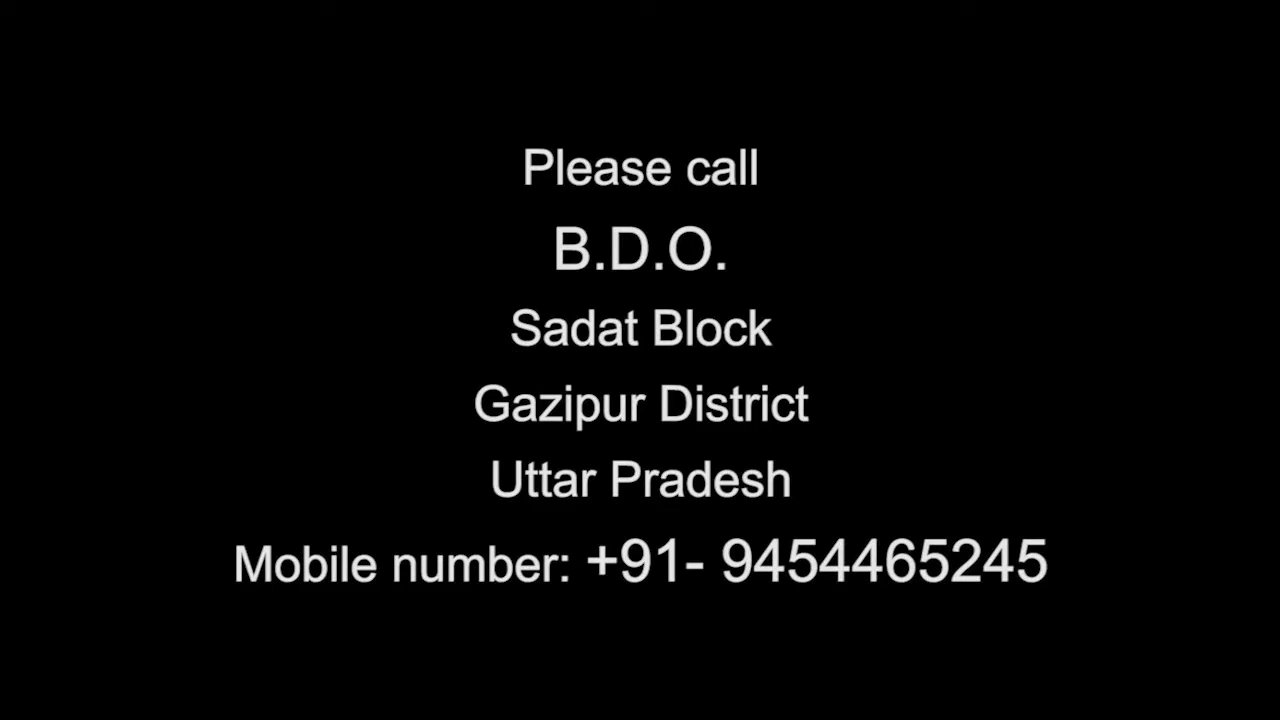 Please call
B.D.O.
Sadat Block
Gazipur District
Uttar Pradesh
Mobile number: +91- 9454465245